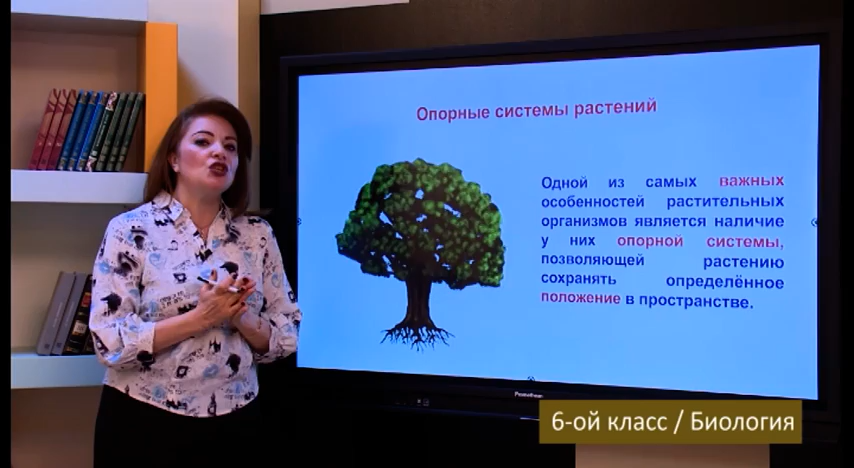 Опорные системы растений
Одной из самых важных
особенностей растительных
организмов является наличие
у них опорной системы,
позволяющей растению
сохранять определённое
положение в пространстве.
Promethean
6-ой класс / Биология